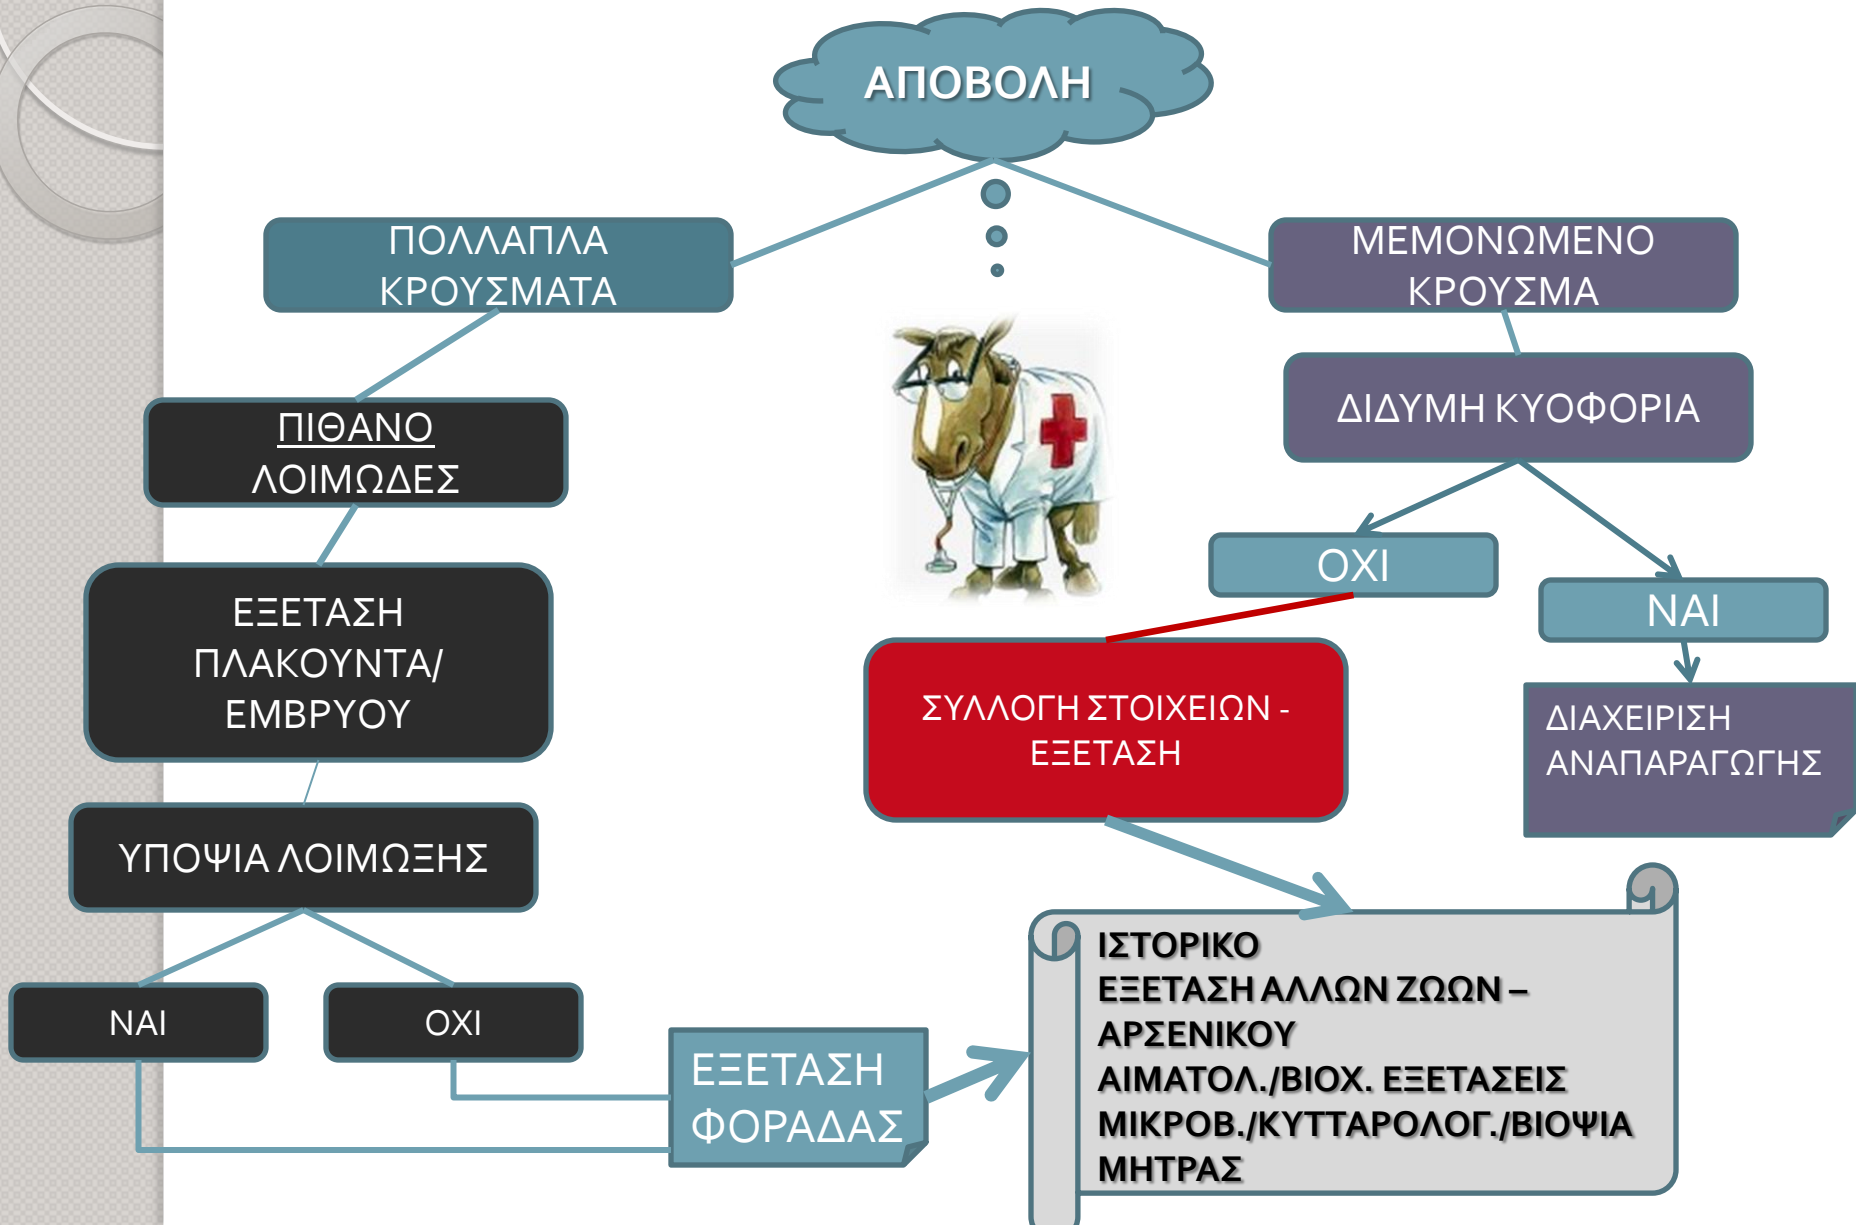 ΑΠΟΒΟΛΗ
ΠΟΛΛΑΠΛΑ
ΚΡΟΥΣΜΑΤΑ
ΜΕΜΟΝΩΜΕΝΟ
ΚΡΟΥΣΜΑ
ΠΙΘΑΝΟ
ΛΟΙΜΩΔΕΣ
ΔΙΔΥΜΗ ΚΥΟΦΟΡΙΑ
ΟΧΙ
ΝΑΙ
ΕΞΕΤΑΣΗ
ΠΛΑΚΟΥΝΤΑ/
ΕΜΒΡΥΟΥ
ΣΥΛΛΟΓΗ ΣΤΟΙΧΕΙΩΝ -
ΕΞΕΤΑΣΗ
ΔΙΑΧΕΙΡΙΣΗ
ΑΝΑΠΑΡΑΓΩΓΗΣ
ΥΠΟΨΙΑ ΛΟΙΜΩΞΗΣ
ΝΑΙ
ΟΧΙ
ΕΞΕΤΑΣΗ
ΦΟΡΑΔΑΣ
ΙΣΤΟΡΙΚΟ
ΕΞΕΤΑΣΗ ΑΛΛΩΝ ΖΩΩΝ –
ΑΡΣΕΝΙΚΟΥ
ΑΙΜΑΤΟΛ./ΒΙΟΧ. ΕΞΕΤΑΣΕΙΣ
ΜΙΚΡΟΒ./ΚΥΤΤΑΡΟΛΟΓ./ΒΙΟΨΙΑ
ΜΗΤΡΑΣ